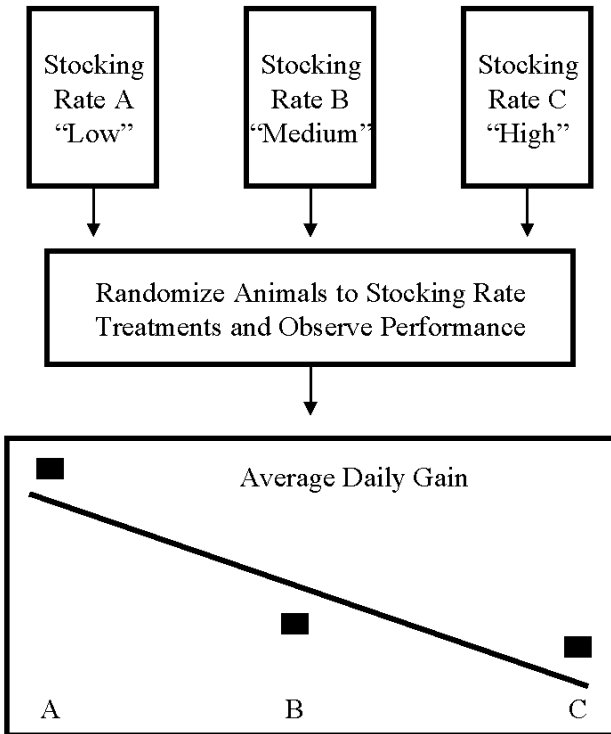 Stocking
Rate A
“Low”
Stocking
Rate B
“Medium”
Stocking
Rate C
“High”
Randomize Animals to Stocking Rate
Treatments and Observe Performance
Average Daily Gain
A
B
C